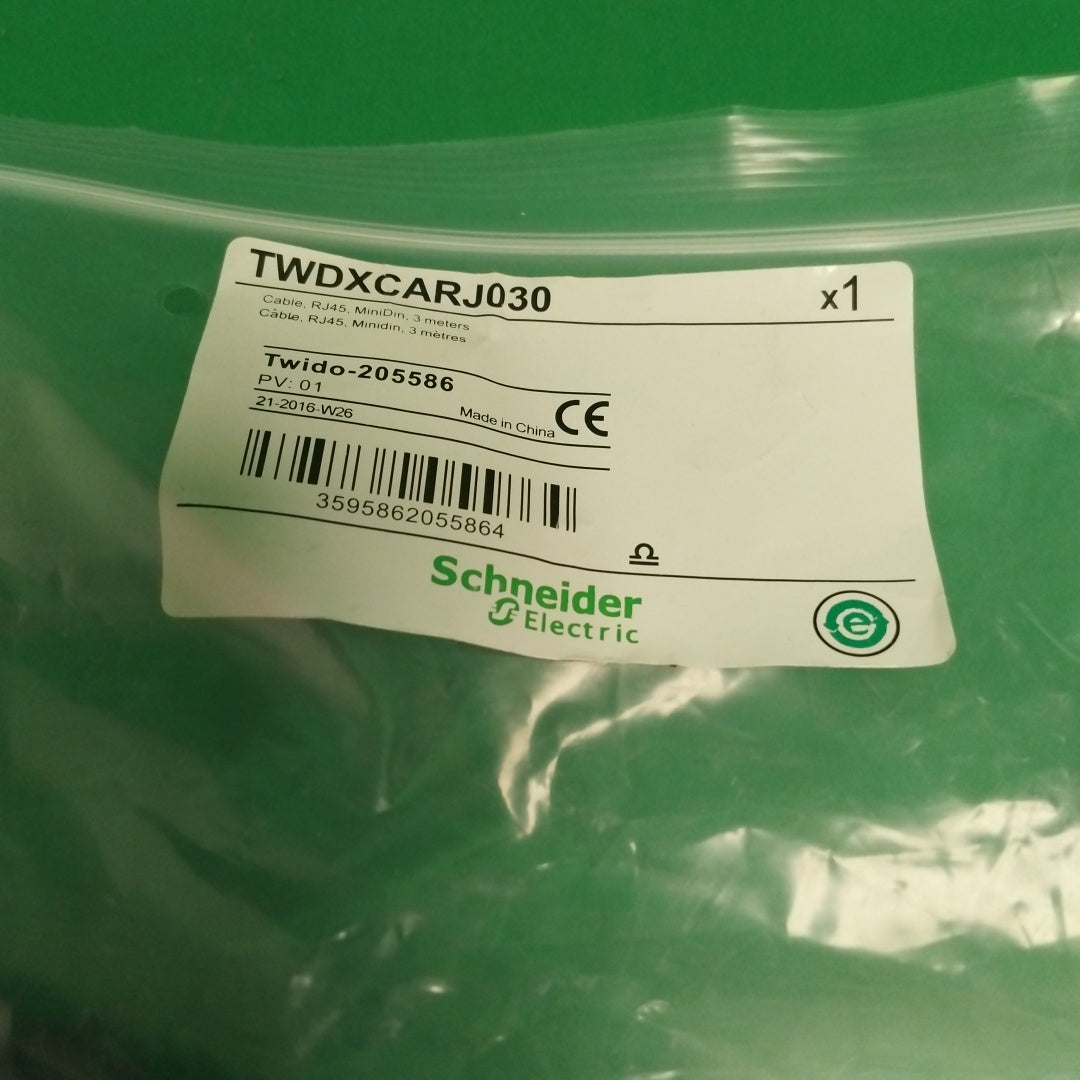 TWDXCARJ030 x1
Cable, RJ45, MiniDin, 3 meters
Câble, RJ45, Minidin, 3 mètres
Twido-205586
PV: 01
21-2016-W26 Made in China CE
3595862055864
Schneider
Electric